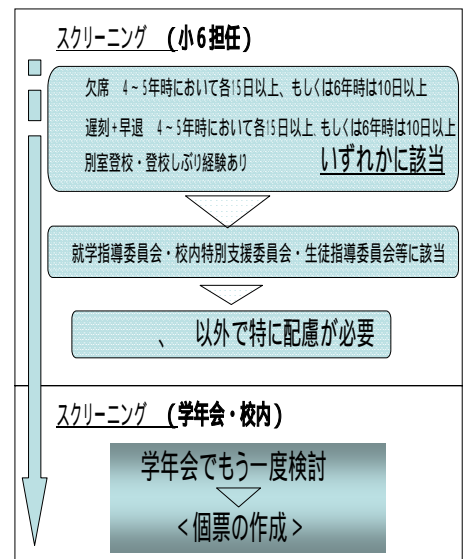 スクリーニング (小6担任)
欠席 4~5年時において各15日以上、もしくは6年時は10日以上
遅刻+早退 4~5年時において各15日以上、もしくは6年時は10日以上
別室登校・登校しぶり経験あり いずれかに該当
就学指導委員会・校内特別支援委員会・生徒指導委員会等に該当
、 以外で特に配慮が必要
スクリーニング (学年会・校内)
学年会でもう一度検討
<個票の作成>